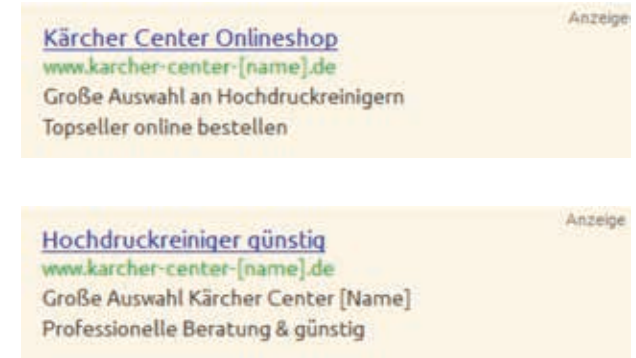 Anzeige
Kärcher Center Onlineshop
www.karcher-center-[name].de
Große Auswahl an Hochdruckreinigern
Topseller online bestellen
Anzeige
Hochdruckreiniger günstig
www.karcher-center-[name].de
Große Auswahl Kärcher Center [Name]
Professionelle Beratung & günstig